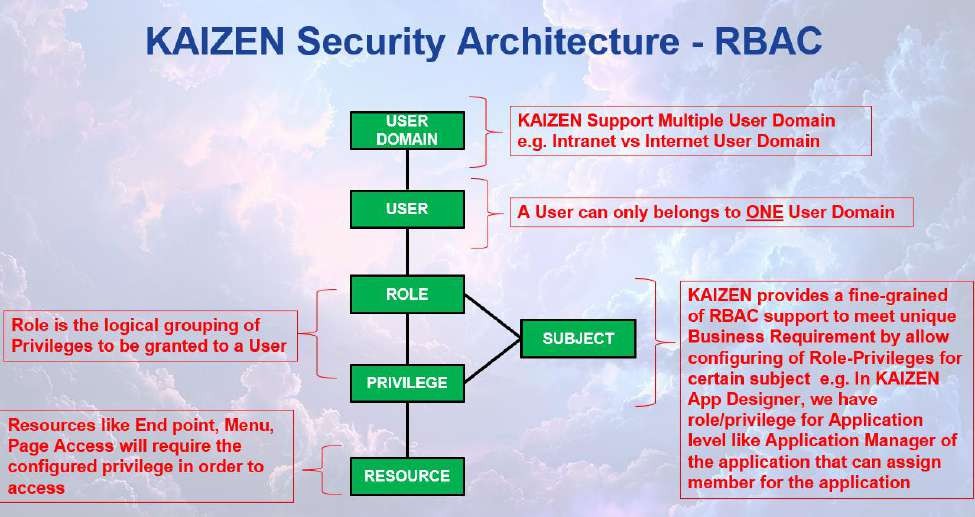 KAIZEN Security Architecture - RBAC
USER
DOMAIN
KAIZEN Support Multiple User Domain
e.g. Intranet vs Internet User Domain
USER
A User can only belongs to ONE User Domain
ROLE
Role is the logical grouping of
Privileges to be granted to a User
SUBJECT
KAIZEN provides a fine-grained
of RBAC support to meet unique
Business Requirement by allow
configuring of Role-Privileges for
certain subject e.g. In KAIZEN
App Designer, we have
role/privilege for Application
level like Application Manager of
the application that can assign
member for the application
PRIVILEGE
Resources like End point, Menu,
Page Access will require the
configured privilege in order to
access
RESOURCE